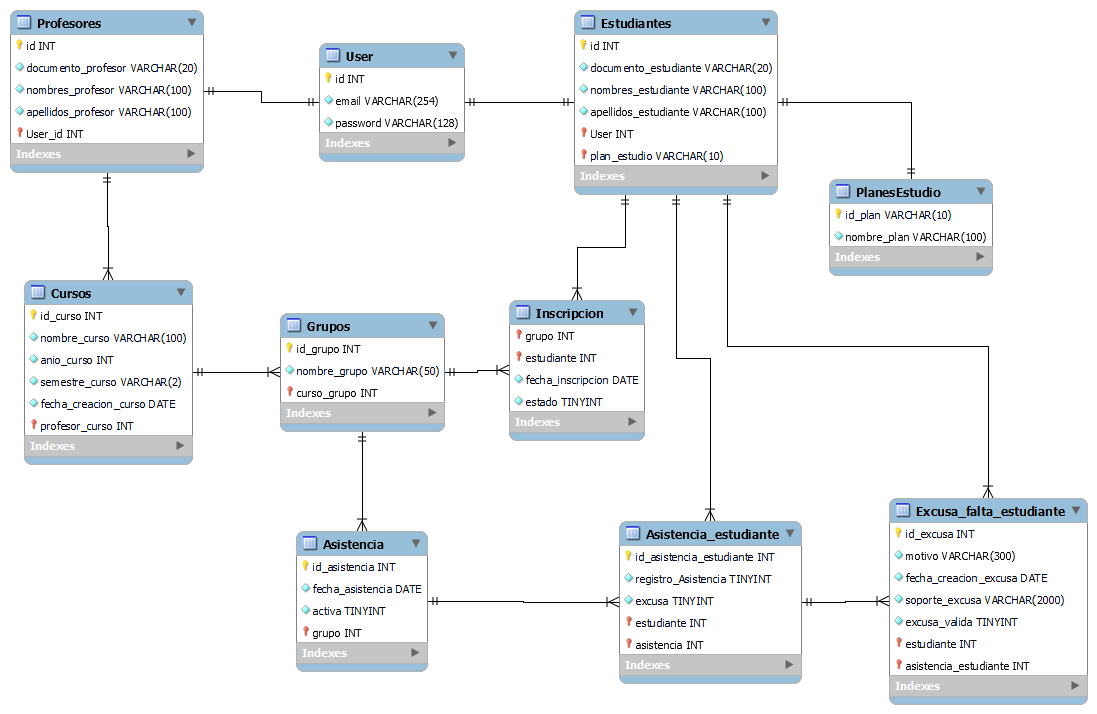 Profesores
id INT
documento_profesor VARCHAR(20)
nombres_profesor VARCHAR(100)
apellidos_profesor VARCHAR(100)
User_id INT
Indexes
User
id INT
email VARCHAR(254)
password VARCHAR(128)
Indexes
Estudiantes
id INT
documento_estudiante VARCHAR(20)
nombres_estudiante VARCHAR(100)
apellidos_estudiante VARCHAR(100)
User INT
plan_estudio VARCHAR(10)
Indexes
PlanesEstudio
id_plan VARCHAR(10)
nombre_plan VARCHAR(100)
Indexes
Cursos
id_curso INT
nombre_curso VARCHAR(100)
anio_curso INT
semestre_curso VARCHAR(2)
fecha_creacion_curso DATE
profesor_curso INT
Indexes
Grupos
id_grupo INT
nombre_grupo VARCHAR(50)
curso_grupo INT
Indexes
Inscripcion
grupo INT
estudiante INT
fecha_inscripcion DATE
estado TINYINT
Indexes
Asistencia
id_asistencia INT
fecha_asistencia DATE
activa TINYINT
grupo INT
Indexes
Asistencia_estudiante
id_asistencia_estudiante INT
registro_Asistencia TINYINT
excusa TINYINT
estudiante INT
asistencia INT
Indexes
Excusa_falta_estudiante
id_excusa INT
motivo VARCHAR(300)
fecha_creacion_excusa DATE
soporte_excusa VARCHAR(2000)
excusa_valida TINYINT
estudiante INT
asistencia_estudiante INT
Indexes